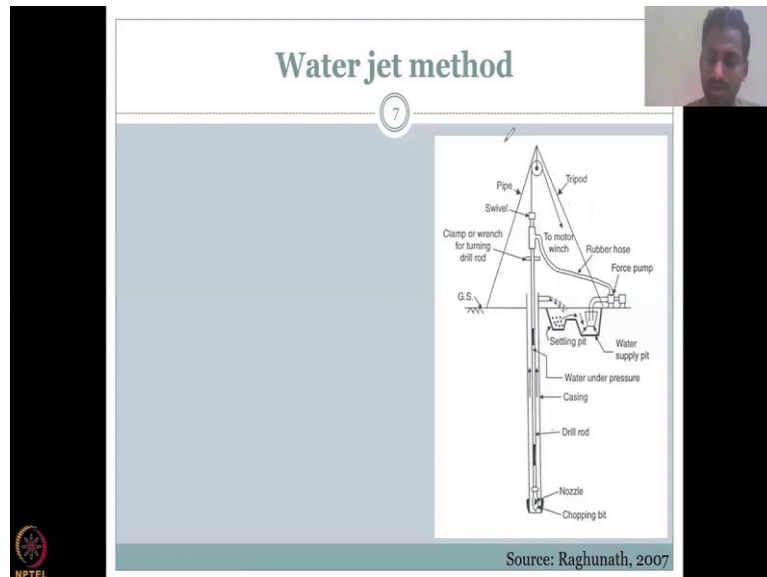 Water jet method
7
Pipe
Tripod
Swivel
Clamp or wrench
for turning
drill rod
To motor
winch
Rubber hose
Force pump
G.S.
Settling pit
Water
supply pit
Water under pressure
Casing
Drill rod
Nozzle
Chopping bit
Source: Raghunath, 2007
NPTEL